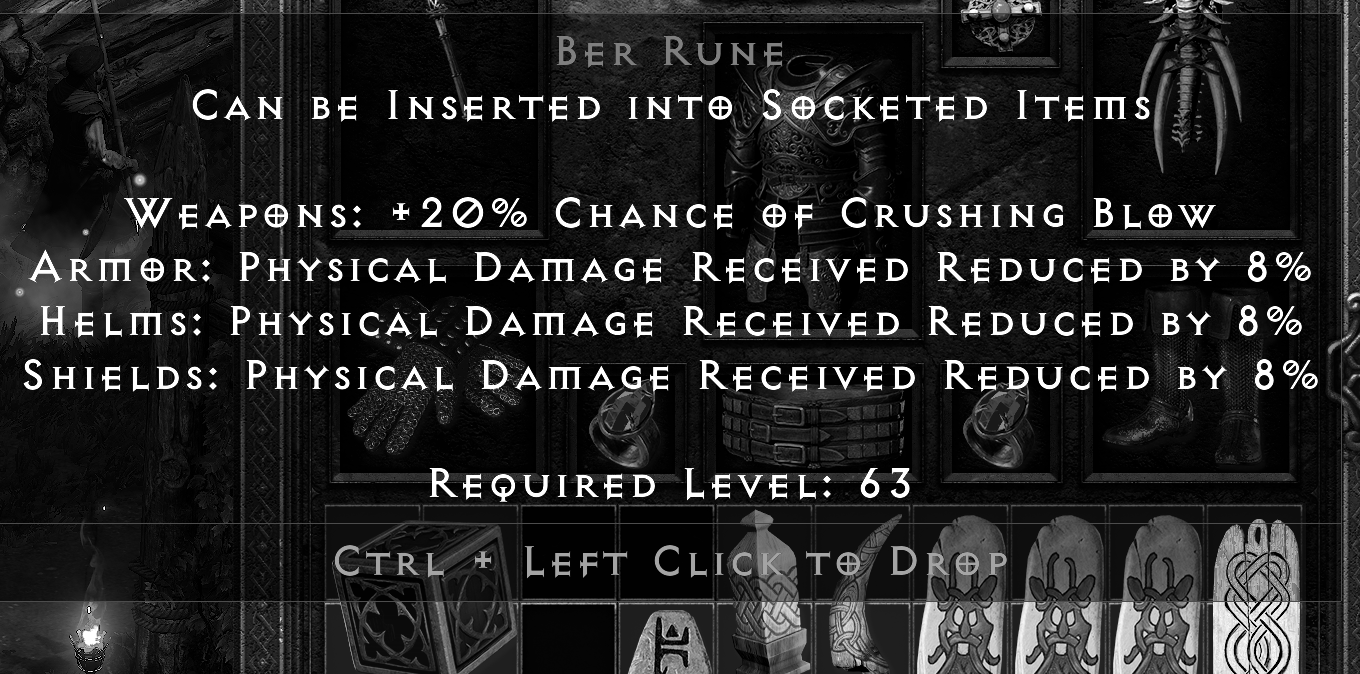 Ber Rune
Can be Inserted into Socketed Items
Weapons: +20% Chance of Crushing Blow
Armor: Physical Damage Received Reduced by 8%
Helms: Physical Damage Received Reduced by 8%
Shields: Physical Damage Received Reduced by 8%
Required Level: 63
Ctrl + Left Click to Drop